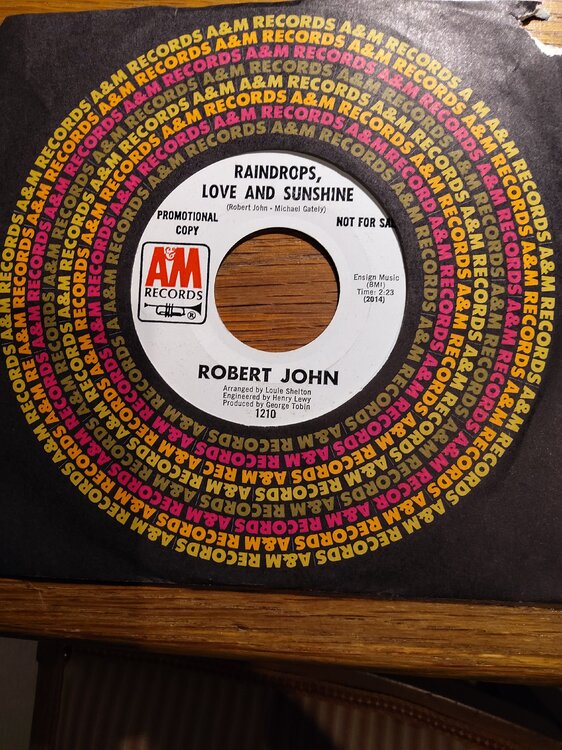 A&M RECORDS A&M RECORDS A&M RECORDS A&M RECORDS
RAINDROPS,
LOVE AND SUNSHINE
(Robert John - Michael Gately)
PROMOTIONAL
COPY
NOT FOR SA
A&M
RECORDS
®
Ensign Music
(BMI)
Time: 2:23
(2014)
ROBERT JOHN
Arranged by Louie Shelton
Engineered by Henry Lewy
Produced by George Tobin
1210